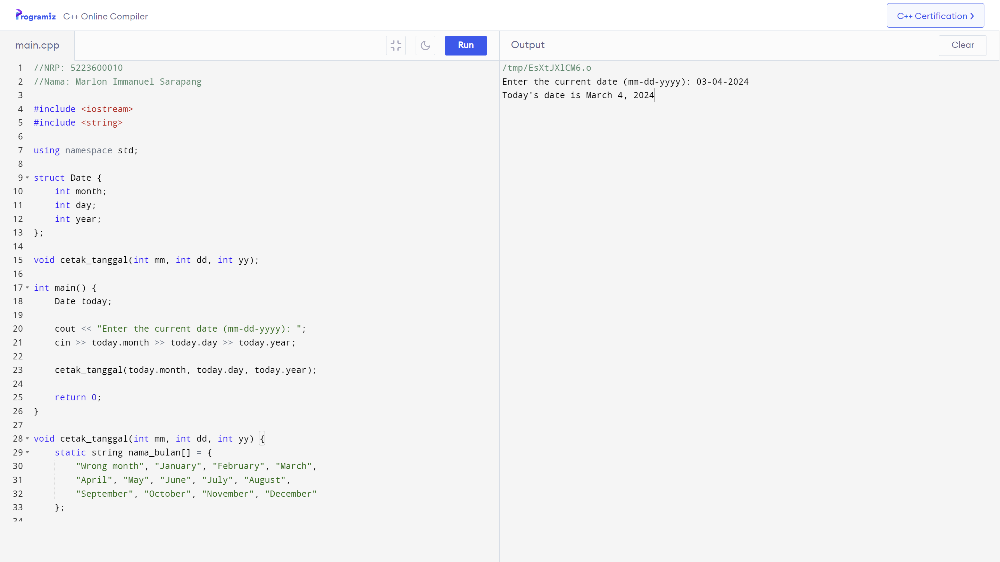 Programiz C++ Online Compiler
C++ Certification ❯
main.cpp
Run
Output
Clear
1 //NRP: 5223600010
2 //Nama: Marlon Immanuel Sarapang
3
4 #include <iostream>
5 #include <string>
6
7 using namespace std;
8
9 struct Date {
10     int month;
11     int day;
12     int year;
13 };
14
15 void cetak_tanggal(int mm, int dd, int yy);
16
17 int main() {
18     Date today;
19
20     cout << "Enter the current date (mm-dd-yyyy): ";
21     cin >> today.month >> today.day >> today.year;
22
23     cetak_tanggal(today.month, today.day, today.year);
24
25     return 0;
26 }
27
28 void cetak_tanggal(int mm, int dd, int yy) {
29     static string nama_bulan[] = {
30         "Wrong month", "January", "February", "March",
31         "April", "May", "June", "July", "August",
32         "September", "October", "November", "December"
33     };
34
/tmp/EsXtJXlCM6.o
Enter the current date (mm-dd-yyyy): 03-04-2024
Today's date is March 4, 2024